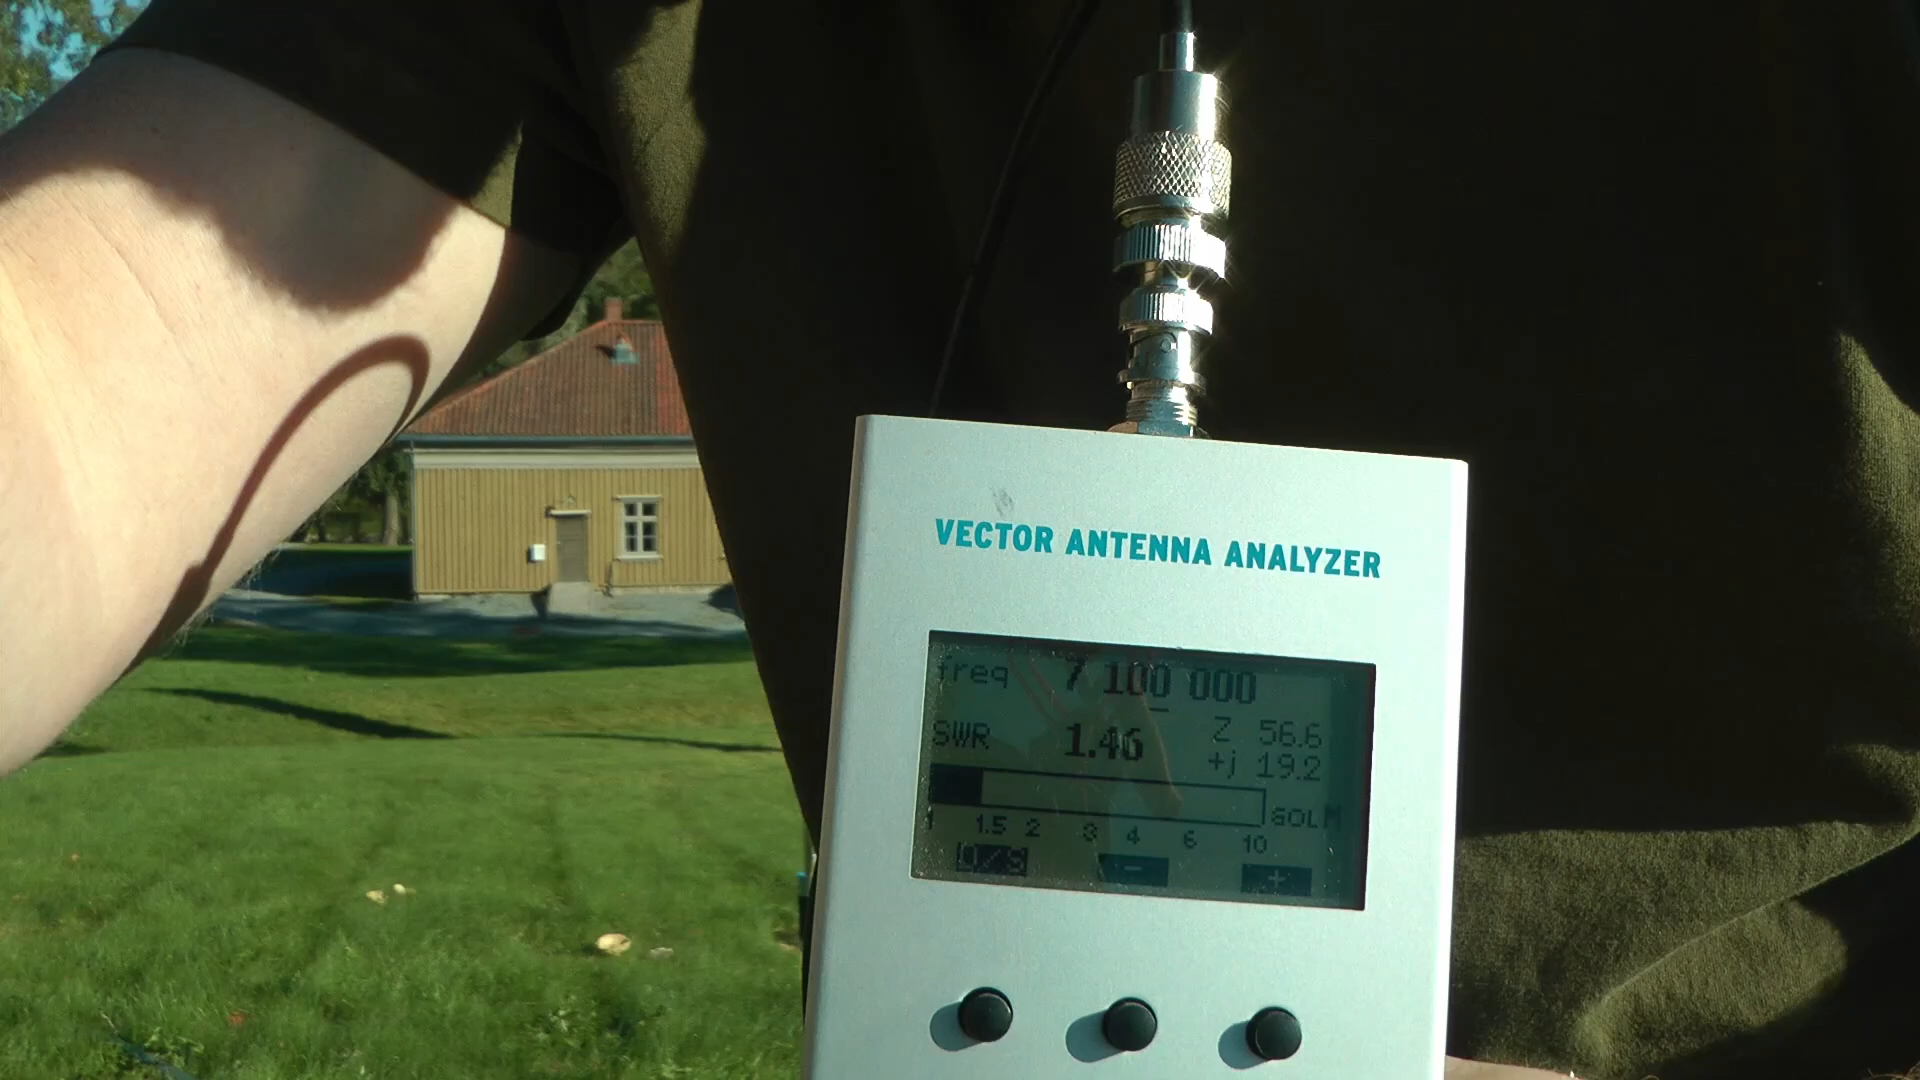 VECTOR ANTENNA ANALYZER
freq 7 100 000
SWR 1.46 Z 56.6
+j 19.2
SOL M
1 1.5 2 3 4 6 10
Q/S - +